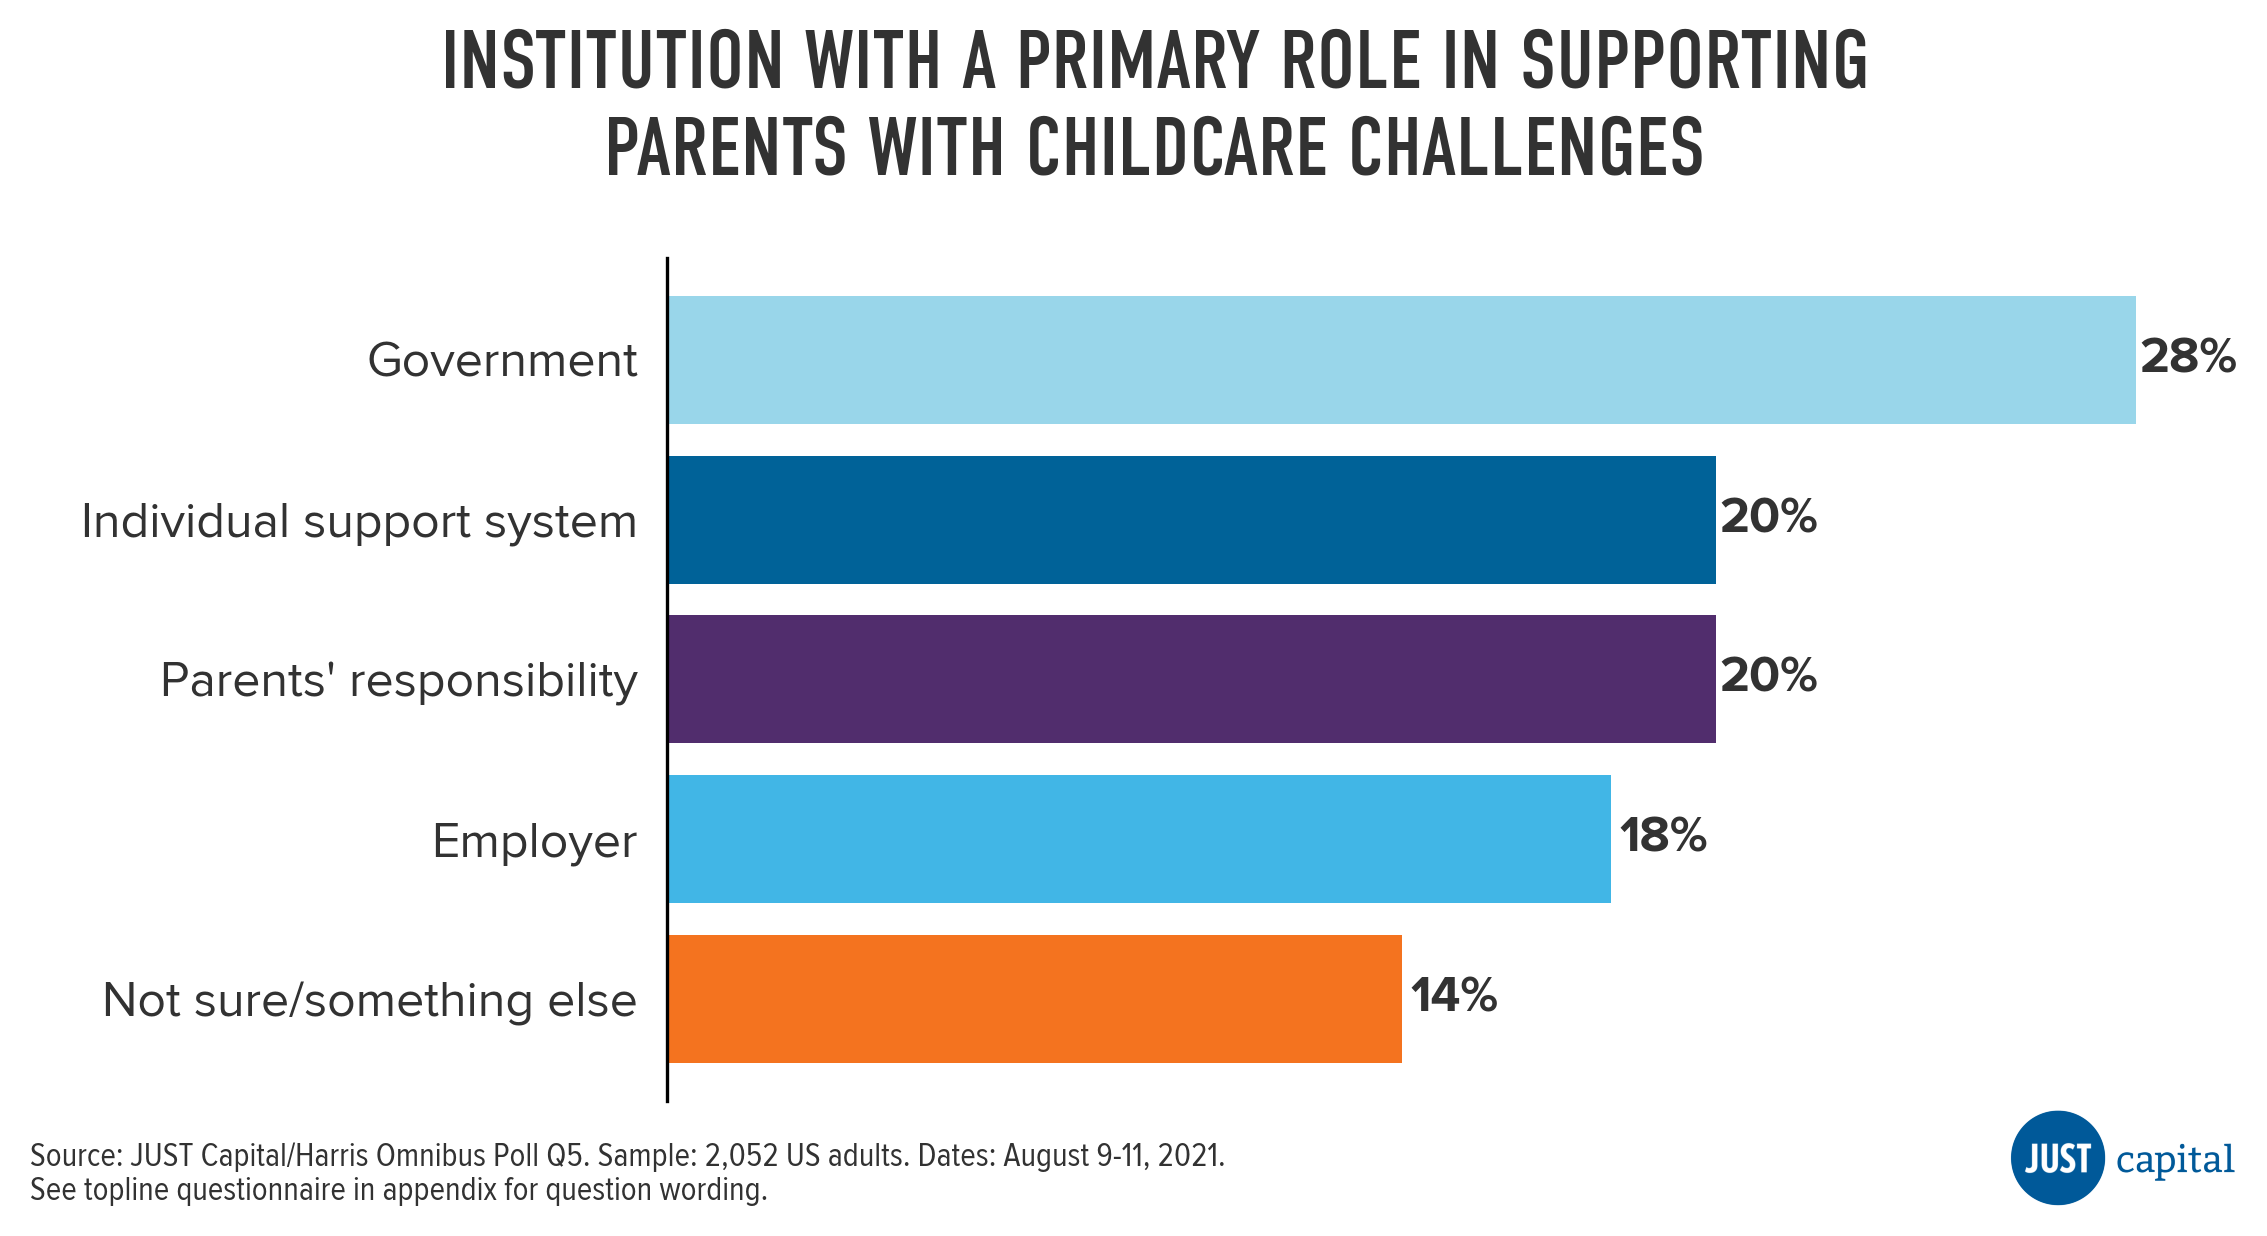 INSTITUTION WITH A PRIMARY ROLE IN SUPPORTING
PARENTS WITH CHILDCARE CHALLENGES
Government
28%
Individual support system
20%
Parents' responsibility
20%
Employer
18%
Not sure/something else
14%
Source: JUST Capital/Harris Omnibus Poll Q5. Sample: 2,052 US adults. Dates: August 9-11, 2021.
See topline questionnaire in appendix for question wording.
JUST capital